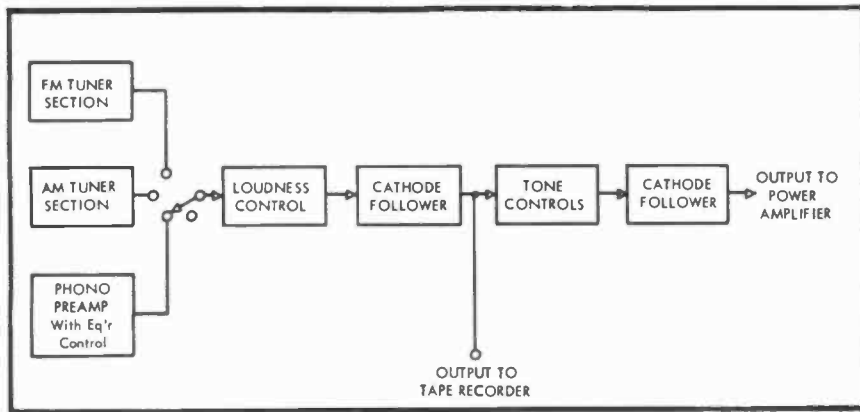 FM TUNER
SECTION
AM TUNER
SECTION
PHONO
PREAMP
With Eq'r
Control
LOUDNESS
CONTROL
CATHODE
FOLLOWER
TONE
CONTROLS
CATHODE
FOLLOWER
OUTPUT TO
POWER
AMPLIFIER
OUTPUT TO
TAPE RECORDER